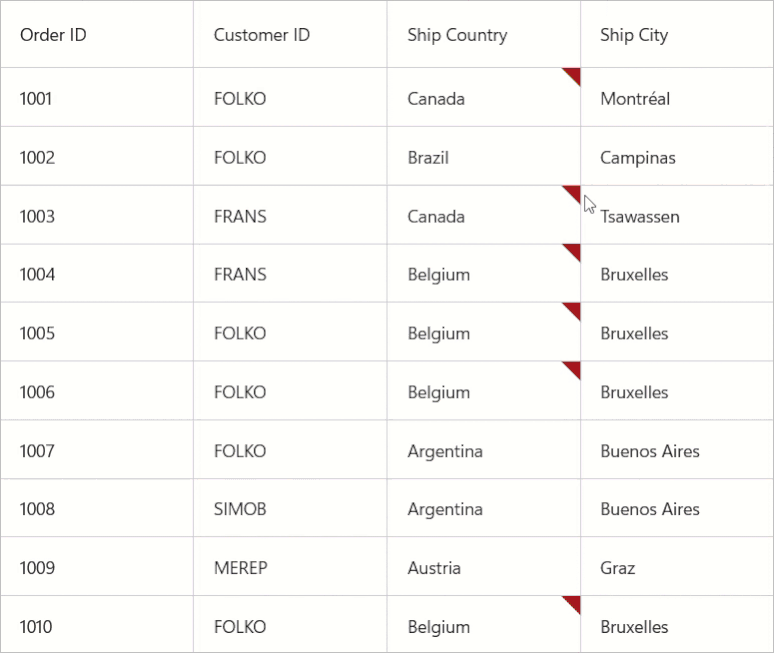 Order ID Customer ID Ship Country Ship City
1001 FOLKO Canada Montréal
1002 FOLKO Brazil Campinas
1003 FRANS Canada Tsawassen
1004 FRANS Belgium Bruxelles
1005 FOLKO Belgium Bruxelles
1006 FOLKO Belgium Bruxelles
1007 FOLKO Argentina Buenos Aires
1008 SIMOB Argentina Buenos Aires
1009 MEREP Austria Graz
1010 FOLKO Belgium Bruxelles